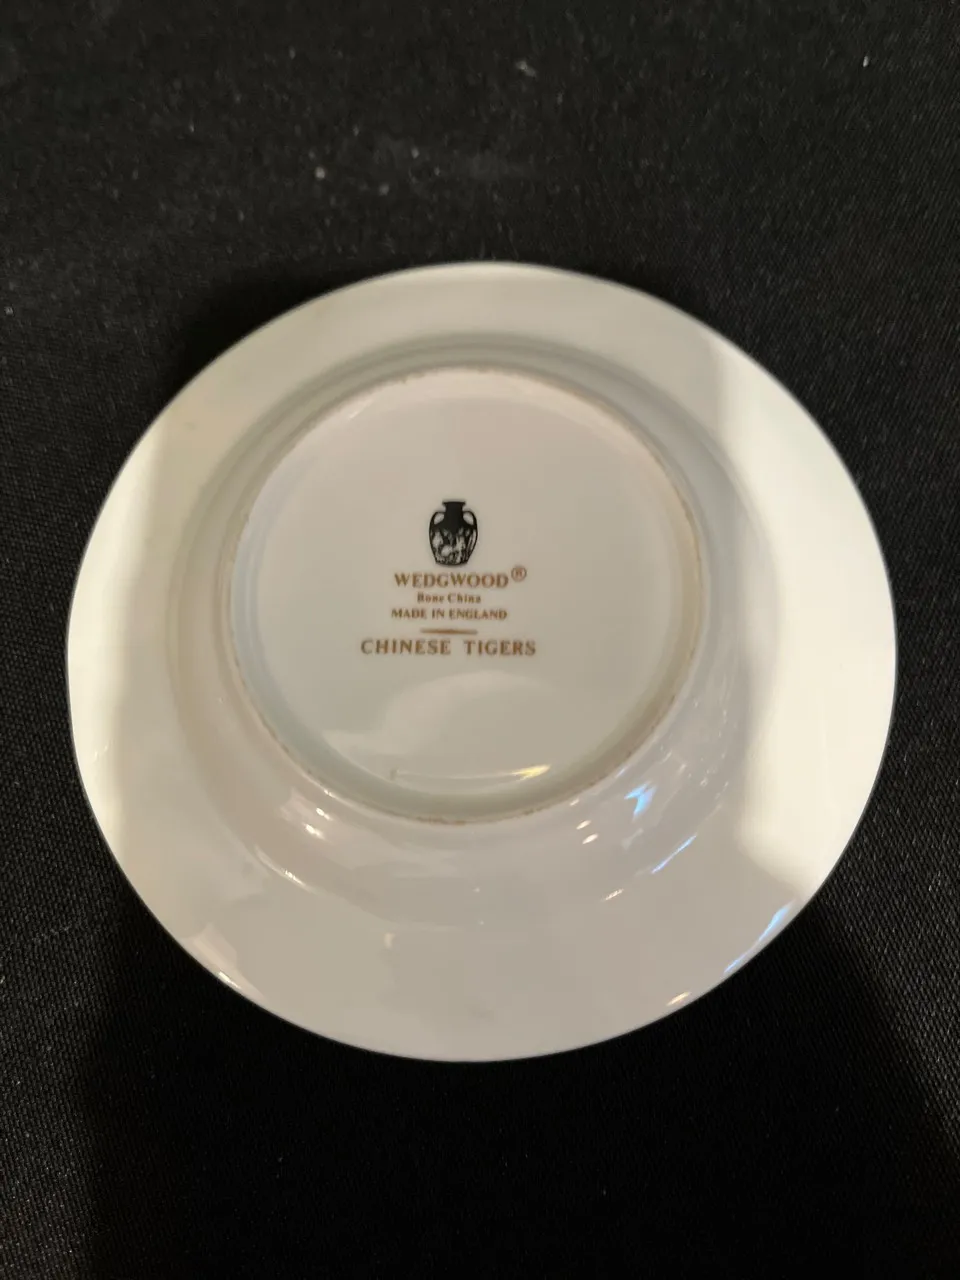 WEDGWOOD®
Bone China
MADE IN ENGLAND
CHINESE TIGERS